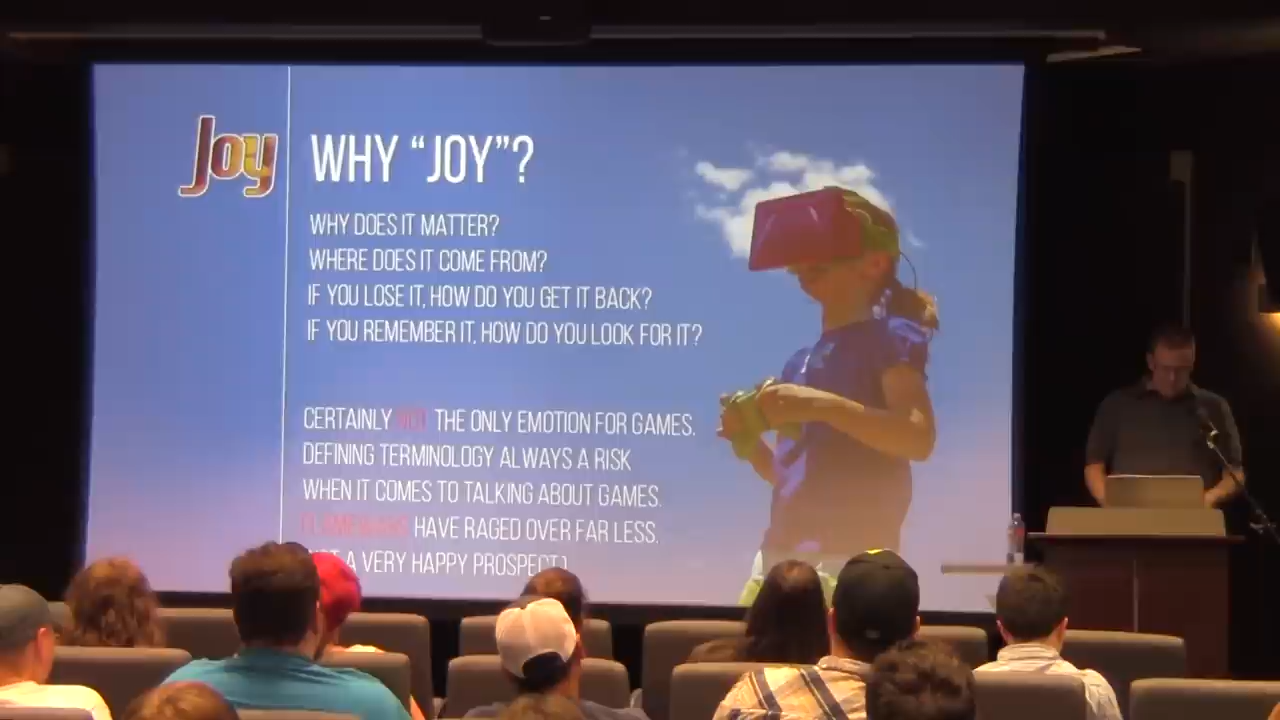 Joy
WHY “JOY”?
WHY DOES IT MATTER?
WHERE DOES IT COME FROM?
IF YOU LOSE IT, HOW DO YOU GET IT BACK?
IF YOU REMEMBER IT, HOW DO YOU LOOK FOR IT?
CERTAINLY NOT THE ONLY EMOTION FOR GAMES.
DEFINING TERMINOLOGY ALWAYS A RISK
WHEN IT COMES TO TALKING ABOUT GAMES.
HAVE RAGED OVER FAR LESS.
A VERY HAPPY PROSPECT.)